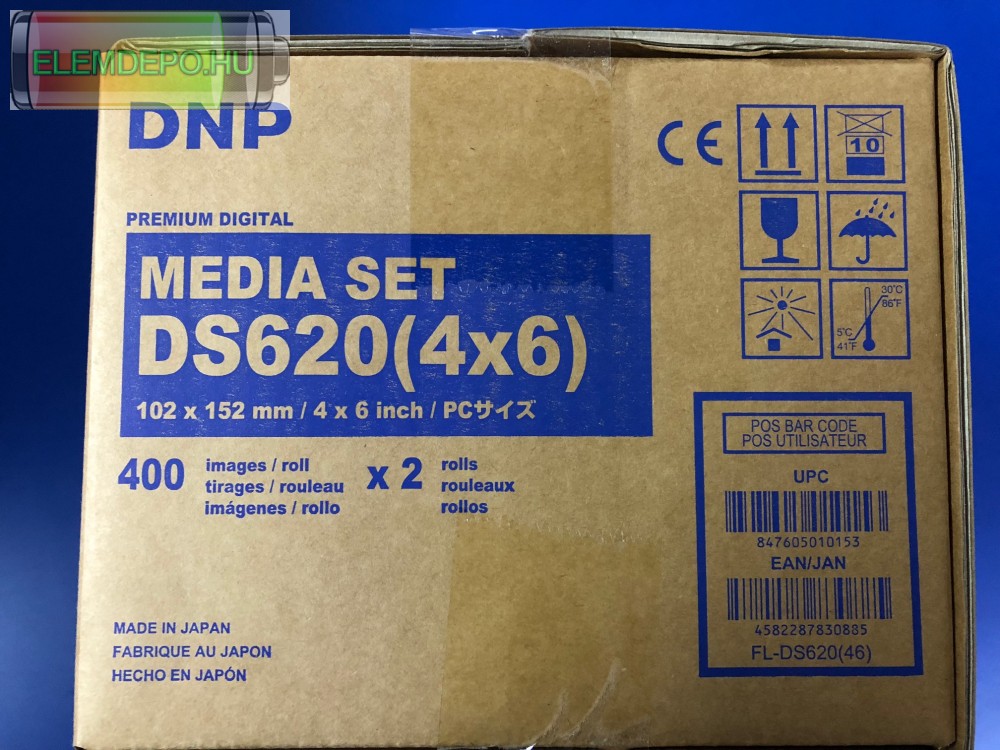 ELEMDEPO.HU
DNP
CE
10
PREMIUM DIGITAL
MEDIA SET
DS620(4x6)
102 x 152 mm / 4 x 6 inch / PCサイズ
30°C
86°F
5°C
41°F
400 images / roll x 2 rolls
tirages / rouleau rouleaux
imágenes / rollo rollos
POS BAR CODE
POS UTILISATEUR
UPC
847605010153
EAN/JAN
4582287830885
FL-DS620(46)
MADE IN JAPAN
FABRIQUE AU JAPON
HECHO EN JAPÓN